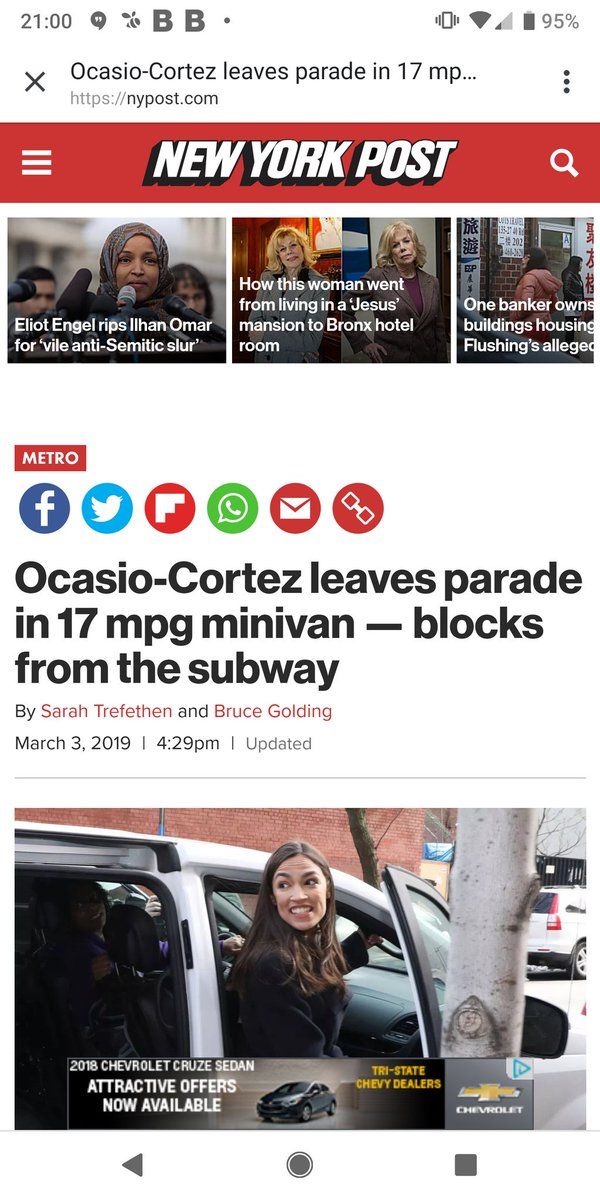 21:00
B B
95%
Ocasio-Cortez leaves parade in 17 mp...
https://nypost.com
NEW YORK POST
Eliot Engel rips Ilhan Omar
for ‘vile anti-Semitic slur’
How this woman went
from living in a ‘Jesus’
mansion to Bronx hotel
room
旅遊
One banker owns
buildings housing
Flushing’s alleged
METRO
Ocasio-Cortez leaves parade
in 17 mpg minivan — blocks
from the subway
By Sarah Trefethen and Bruce Golding
March 3, 2019 | 4:29pm | Updated
2018 CHEVROLET CRUZE SEDAN
ATTRACTIVE OFFERS
NOW AVAILABLE
TRI-STATE
CHEVY DEALERS
CHEVROLET